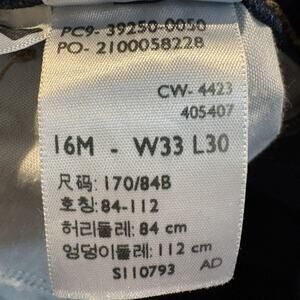 PC9- 39250-0050
PO- 2100058228
CW- 4423
405407
16M - W33 L30
尺码: 170/84B
호칭: 84-112
허리둘레: 84 cm
엉덩이둘레: 112 cm
S110793 AD